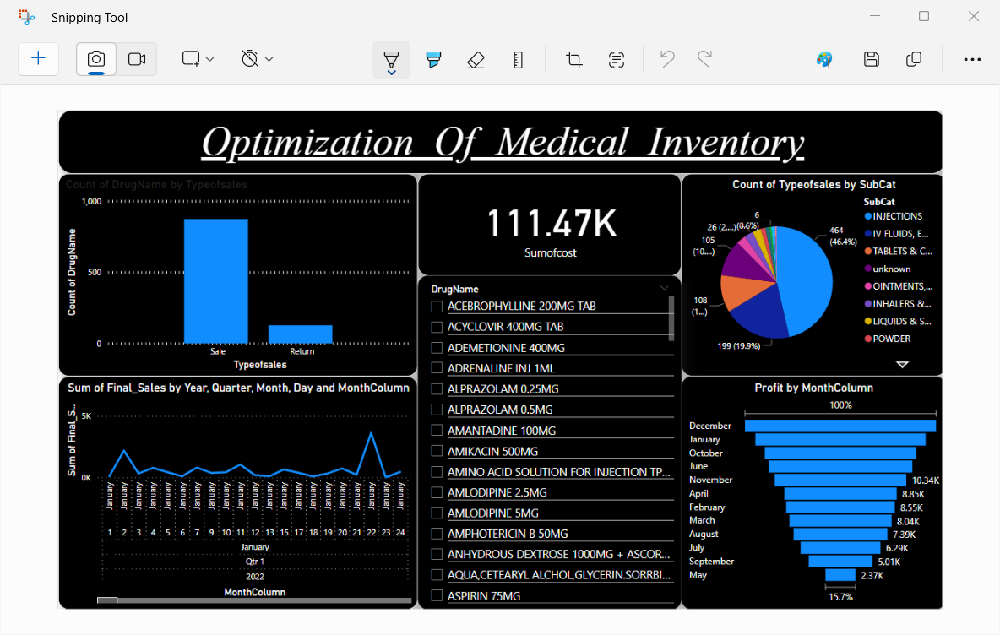 Snipping Tool
Optimization Of Medical Inventory
Count of DrugName by Typeofsales
Count of DrugName
1,000
500
0
Sale
Return
Typeofsales
111.47K
Sumofcost
DrugName
ACEBROPHYLLINE 200MG TAB
ACYCLOVIR 400MG TAB
ADEMETIONINE 400MG
ADRENALINE INJ 1ML
ALPRAZOLAM 0.25MG
ALPRAZOLAM 0.5MG
AMANTADINE 100MG
AMIKACIN 500MG
AMINO ACID SOLUTION FOR INJECTION TP...
AMLODIPINE 2.5MG
AMLODIPINE 5MG
AMPHOTERICIN B 50MG
ANHYDROUS DEXTROSE 1000MG + ASCOR...
AQUA,CETEARYL ALCHOL,GLYCERIN.SORRBI...
ASPIRIN 75MG
Count of Typeofsales by SubCat
464
(46.4%)
199 (19.9%)
108
(1...)
105
(10....)
26 (2....)
6
(0.6%)
SubCat
INJECTIONS
IV FLUIDS, E...
TABLETS & C...
unknown
OINTMENTS,...
INHALERS &...
LIQUIDS & S...
POWDER
Sum of Final_Sales by Year, Quarter, Month, Day and MonthColumn
Sum of Final_S...
5K
0K
January January January January January January January January January January January January January January January January January January January January January
1 2 3 4 5 6 7 9 10 11 12 13 15 16 17 18 19 20 21 22 23 24
January
Qtr 1
2022
MonthColumn
Profit by MonthColumn
100%
December
January
October
June
November 10.34K
April 8.85K
February 8.55K
March 8.04K
August 7.39K
July 6.29K
September 5.01K
May 2.37K
15.7%